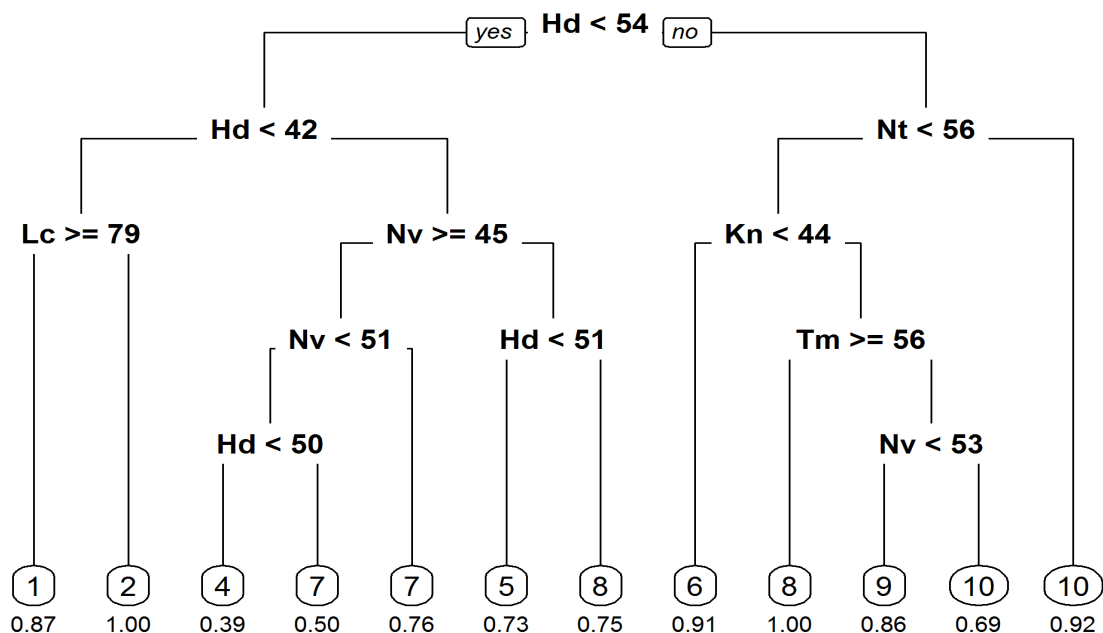 yes Hd < 54 no
Hd < 42 Nt < 56
Lc >= 79 Nv >= 45 Kn < 44
Nv < 51 Hd < 51 Tm >= 56
Hd < 50 Nv < 53
1 2 4 7 7 5 8 6 8 9 10 10
0.87 1.00 0.39 0.50 0.76 0.73 0.75 0.91 1.00 0.86 0.69 0.92